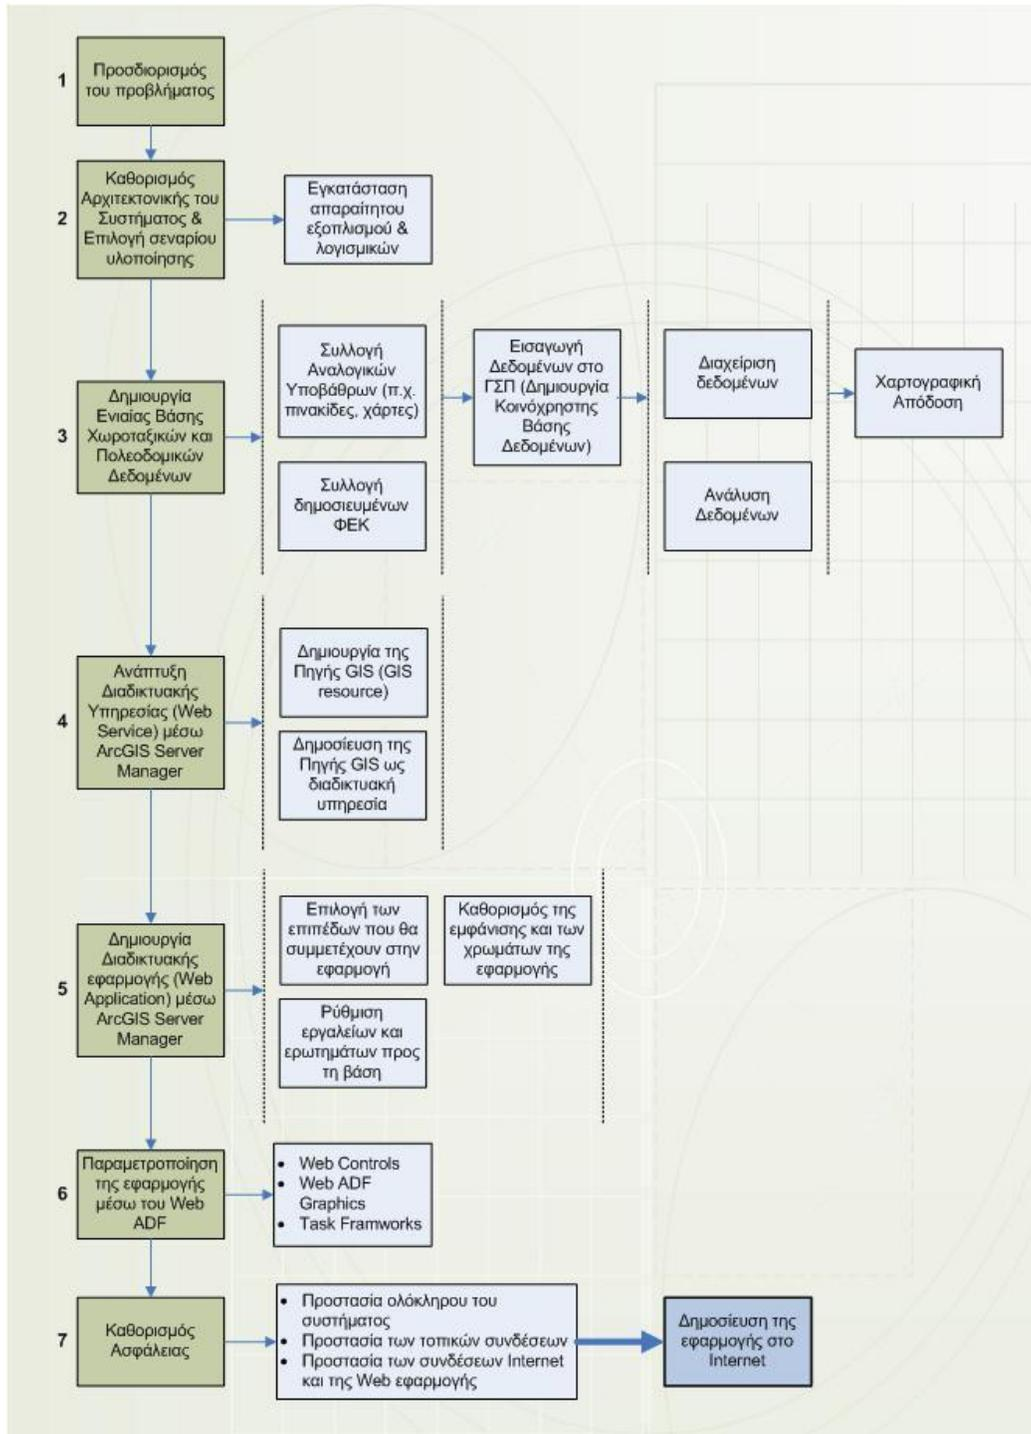 1
Προσδιορισμός
του προβλήματος
2
Καθορισμός
Αρχιτεκτονικής του
Συστήματος &
Επιλογή σεναρίου
υλοποίησης
Εγκατάσταση
απαραίτητου
εξοπλισμού &
λογισμικών
3
Δημιουργία
Ενιαίας Βάσης
Χωροταξικών και
Πολεοδομικών
Δεδομένων
Συλλογή
Αναλογικών
Υποβάθρων (π.χ.
πινακίδες, χάρτες)
Συλλογή
δημοσιευμένων
ΦΕΚ
Εισαγωγή
Δεδομένων στο
ΓΣΠ (Δημιουργία
Κοινόχρηστης
Βάσης
Δεδομένων)
Διαχείριση
δεδομένων
Ανάλυση
Δεδομένων
Χαρτογραφική
Απόδοση
4
Ανάπτυξη
Διαδικτυακής
Υπηρεσίας (Web
Service) μέσω
ArcGIS Server
Manager
Δημιουργία της
Πηγής GIS (GIS
resource)
Δημοσίευση της
Πηγής GIS ως
διαδικτυακή
υπηρεσία
5
Δημιουργία
Διαδικτυακής
εφαρμογής (Web
Application) μέσω
ArcGIS Server
Manager
Επιλογή των
επιπέδων που θα
συμμετέχουν στην
εφαρμογή
Καθορισμός της
εμφάνισης και των
χρωμάτων της
εφαρμογής
Ρύθμιση
εργαλείων και
ερωτημάτων προς
τη βάση
6
Παραμετροποίηση
της εφαρμογής
μέσω του Web
ADF
• Web Controls
• Web ADF
Graphics
• Task Framworks
7
Καθορισμός
Ασφάλειας
• Προστασία ολόκληρου του
συστήματος
• Προστασία των τοπικών συνδέσεων
• Προστασία των συνδέσεων Internet
και της Web εφαρμογής
Δημοσίευση της
εφαρμογής στο
Internet